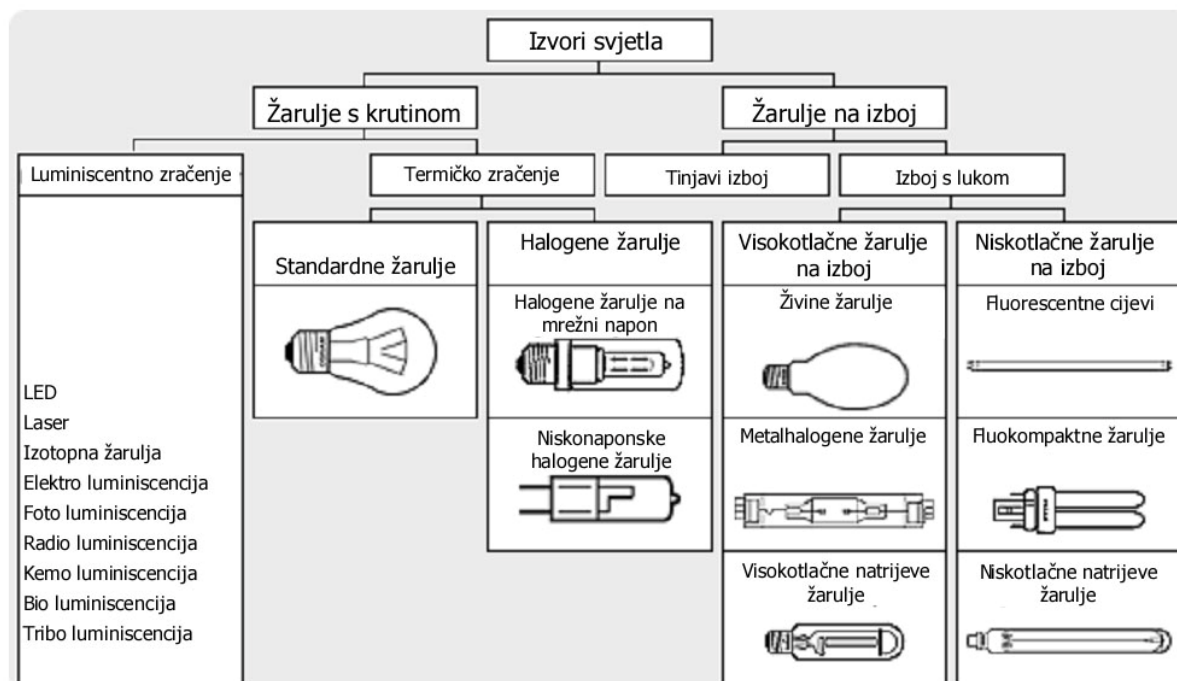 Izvori svjetla
Žarulje s krutinom
Žarulje na izboj
Luminiscentno zračenje
Termičko zračenje
Tinjavi izboj
Izboj s lukom
LED
Laser
Izotopna žarulja
Elektro luminiscencija
Foto luminiscencija
Radio luminiscencija
Kemo luminiscencija
Bio luminiscencija
Tribo luminiscencija
Standardne žarulje
Halogene žarulje
Halogene žarulje na
mrežni napon
Niskonaponske
halogene žarulje
Visokotlačne žarulje
na izboj
Živine žarulje
Metalhalogene žarulje
Visokotlačne natrijeve
žarulje
Niskotlačne žarulje
na izboj
Fluorescentne cijevi
Fluokompaktne žarulje
Niskotlačne natrijeve
žarulje